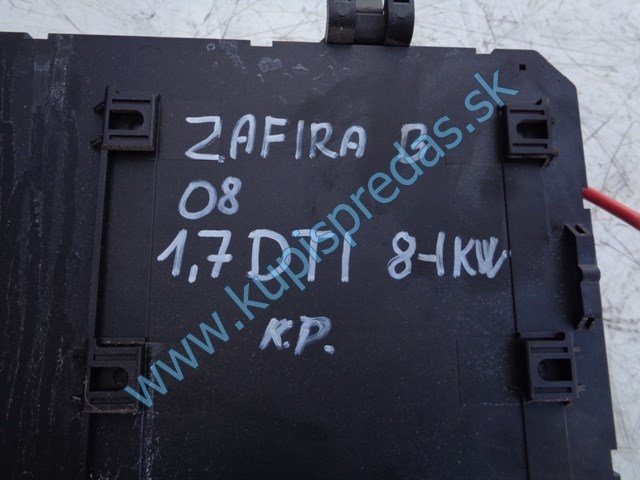 ZAFIRA B
08
1,7 DTI 81KW
K.P.
www.kupispredas.sk